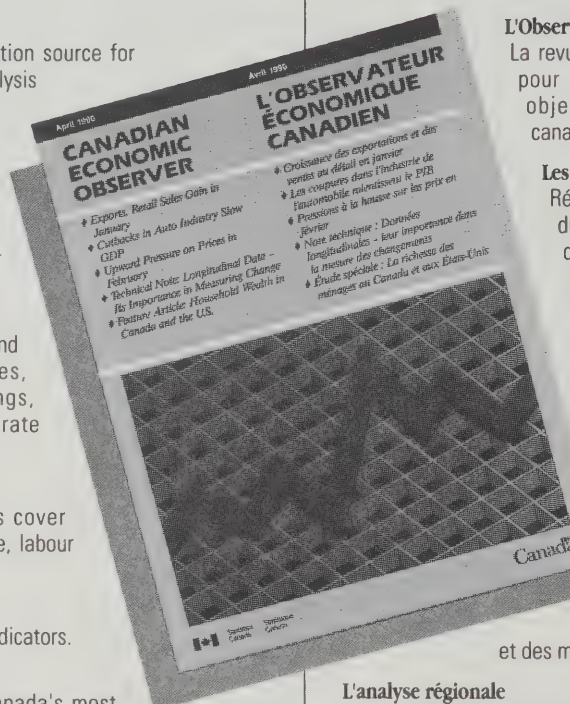 tion source for
lysis
nd
es,
ngs,
rate
s cover
e, labour
dicators.
anada's most
April 1990
CANADIAN
ECONOMIC
OBSERVER
♦ Exports, Retail Sales Gain in
January
♦ Cutbacks in Auto Industry Slow
GDP
♦ Upward Pressure on Prices in
February
♦ Technical Note: Longitudinal Data –
Its Importance in Measuring Change
♦ Feature Article: Household Wealth in
Canada and the U.S.
Avril 1990
L'OBSERVATEUR
ÉCONOMIQUE
CANADIEN
♦ Croissance des exportations et des
ventes au détail en janvier
♦ Les coupures dans l'industrie de
l'automobile ralentissent le PIB
♦ Pressions à la hausse sur les prix en
février
♦ Note technique : Données
longitudinales - leur importance dans
la mesure des changements
♦ Étude spéciale : La richesse des
ménages au Canada et aux États-Unis
Statistics Statistique
Canada Canada
Canada
L'Obser
La revu
pour
obje
cana
Les
Ré
d
et des m
L'analyse régionale